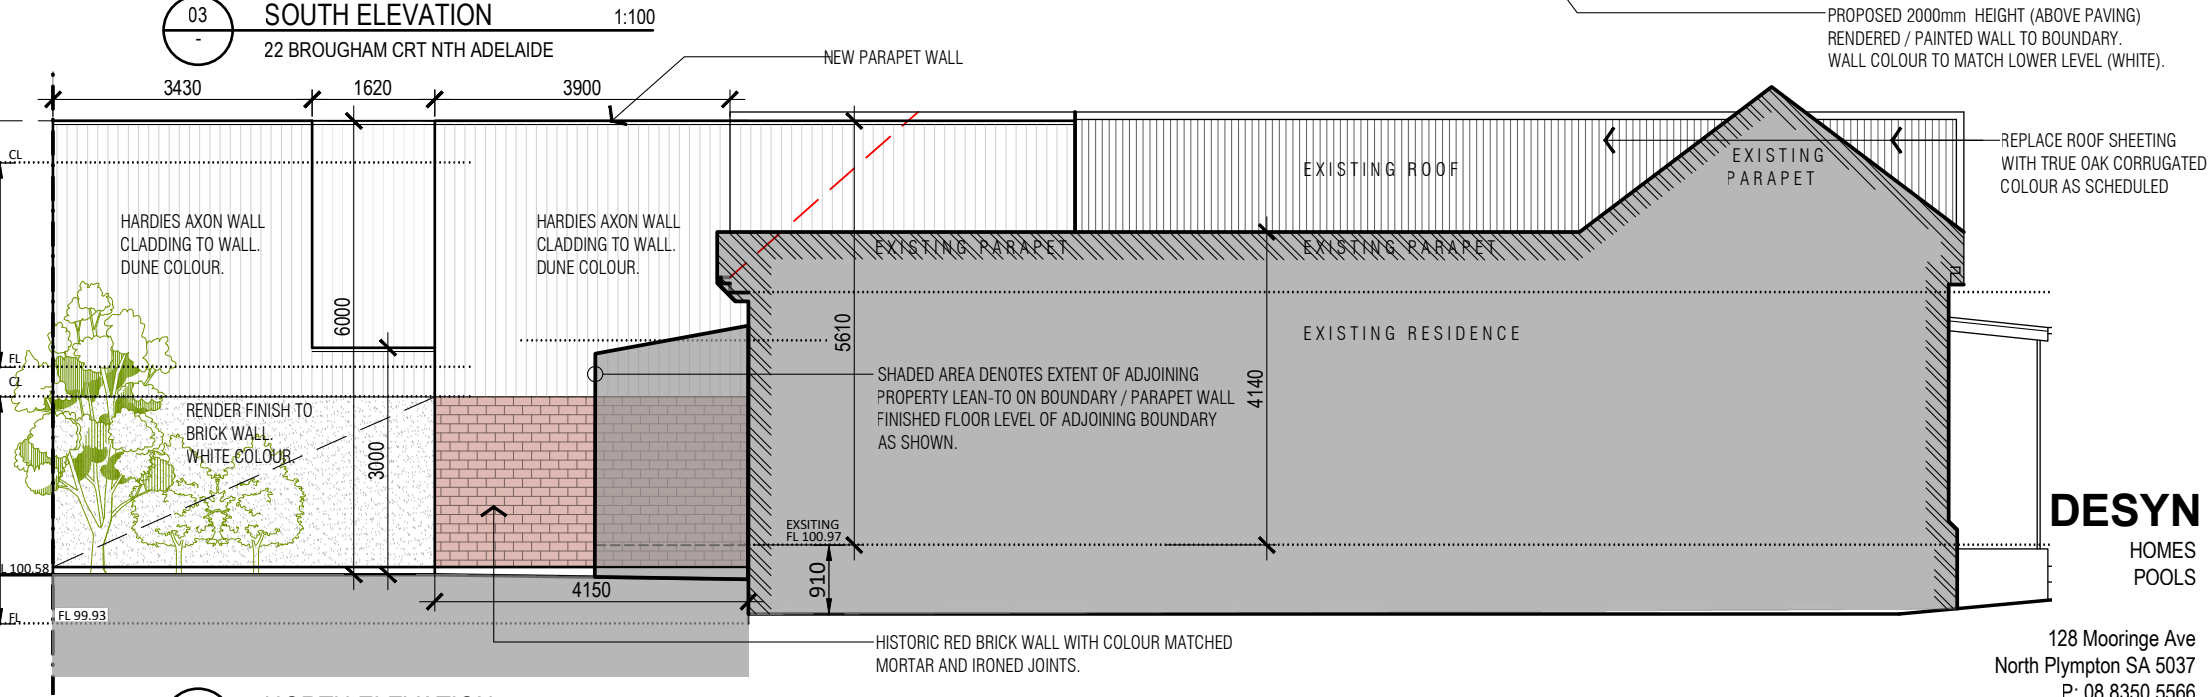 03
-
SOUTH ELEVATION
1:100
22 BROUGHAM CRT NTH ADELAIDE
PROPOSED 2000mm HEIGHT (ABOVE PAVING)
RENDERED / PAINTED WALL TO BOUNDARY.
WALL COLOUR TO MATCH LOWER LEVEL (WHITE).
NEW PARAPET WALL
3430
1620
3900
CL
HARDIES AXON WALL
CLADDING TO WALL.
DUNE COLOUR.
HARDIES AXON WALL
CLADDING TO WALL.
DUNE COLOUR.
EXISTING ROOF
EXISTING
PARAPET
REPLACE ROOF SHEETING
WITH TRUE OAK CORRUGATED
COLOUR AS SCHEDULED
EXISTING PARAPET
EXISTING PARAPET
6000
5610
EXISTING RESIDENCE
FL
CL
SHADED AREA DENOTES EXTENT OF ADJOINING
PROPERTY LEAN-TO ON BOUNDARY / PARAPET WALL
FINISHED FLOOR LEVEL OF ADJOINING BOUNDARY
AS SHOWN.
4140
RENDER FINISH TO
BRICK WALL.
WHITE COLOUR.
3000
EXSITING
FL 100.97
L 100.58
910
4150
FL
FL 99.93
HISTORIC RED BRICK WALL WITH COLOUR MATCHED
MORTAR AND IRONED JOINTS.
DESYN
HOMES
POOLS
128 Mooringe Ave
North Plympton SA 5037
P: 08 8350 5566
NORTH ELEVATION